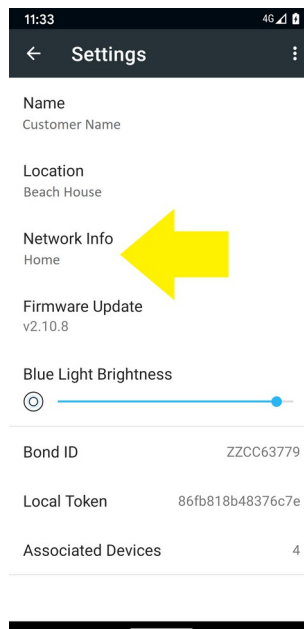 11:33
4G
Settings
Name
Customer Name
Location
Beach House
Network Info
Home
Firmware Update
v2.10.8
Blue Light Brightness
Bond ID ZZCC63779
Local Token 86fb818b48376c7e
Associated Devices 4